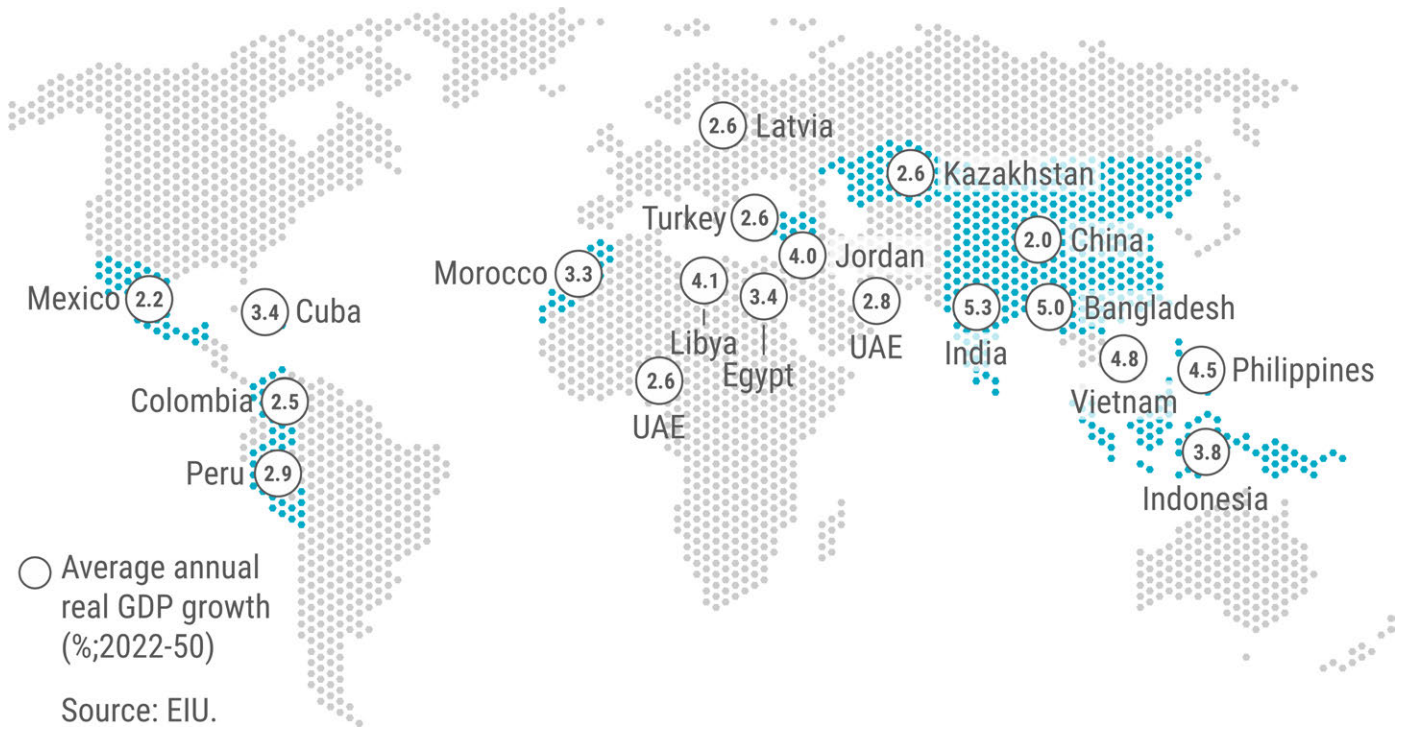 2.6 Latvia
2.6 Kazakhstan
Turkey 2.6
2.0 China
4.0 Jordan
Morocco 3.3
4.1
Libya
3.4
Egypt
2.8
UAE
5.3
India
5.0 Bangladesh
Mexico 2.2
3.4 Cuba
4.8
Vietnam
4.5 Philippines
2.6
UAE
Colombia 2.5
3.8
Indonesia
Peru 2.9
Average annual
real GDP growth
(%;2022-50)
Source: EIU.